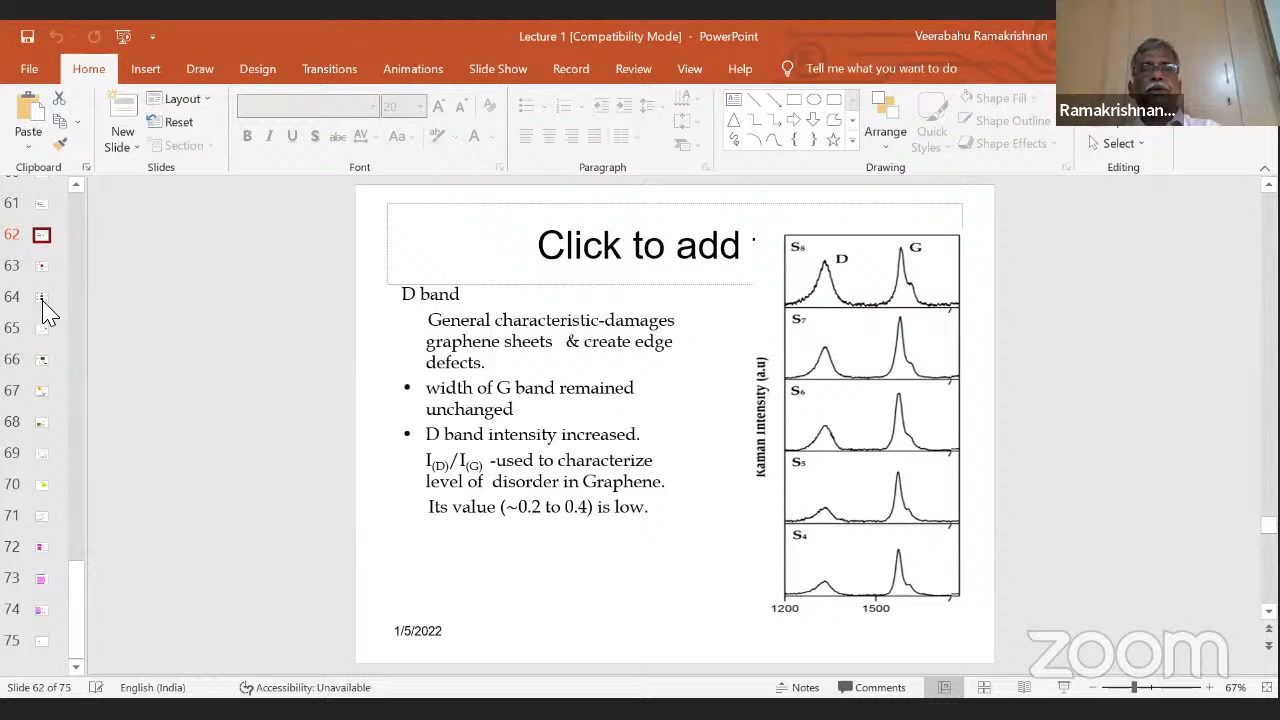 Lecture 1 [Compatibility Mode] - PowerPoint
Veerabahu Ramakrishnan
File Home Insert Draw Design Transitions Animations Slide Show Record Review View Help Tell me what you want to do
Ramakrishnan...
Paste
New
Slide
Layout
Reset
Section
20
B I U S abc AV Aa A
Arrange
Quick
Styles
Shape Fill
Shape Outline
Shape Effects
Select
Clipboard Slides Font Paragraph Drawing Editing
61
62
63
64
65
66
67
68
69
70
71
72
73
74
75
Click to add
D band
General characteristic-damages
graphene sheets & create edge
defects.
• width of G band remained
unchanged
• D band intensity increased.
I(D)/I(G) -used to characterize
level of disorder in Graphene.
Its value (~0.2 to 0.4) is low.
1/5/2022
S8 D G
S7
S6
S5
S4
Raman Intensity (a.u)
1200 1500
zoom
Slide 62 of 75 English (India) Accessibility: Unavailable Notes Comments 67%